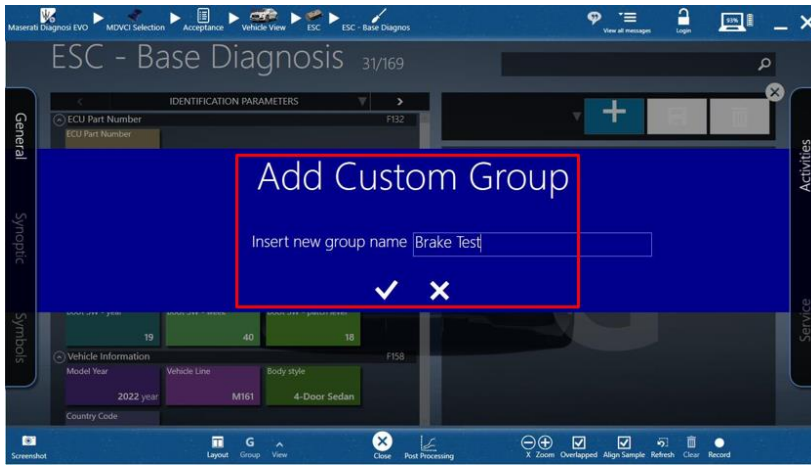 Maserati Diagnosi EVO MDVCI Selection Acceptance Vehicle View ESC ESC - Base Diagnos View all messages Login 93%
ESC - Base Diagnosis 31/169
IDENTIFICATION PARAMETERS
ECU Part Number F132
ECU Part Number
General
Synoptic
Symbols
Activities
Service
Add Custom Group
Insert new group name Brake Test
19 40 18
Vehicle Information F158
Model Year Vehicle Line Body style
2022 year M161 4-Door Sedan
Country Code
Screenshot Layout Group View Close Post Processing X Zoom Overlapped Align Sample Refresh Clear Record